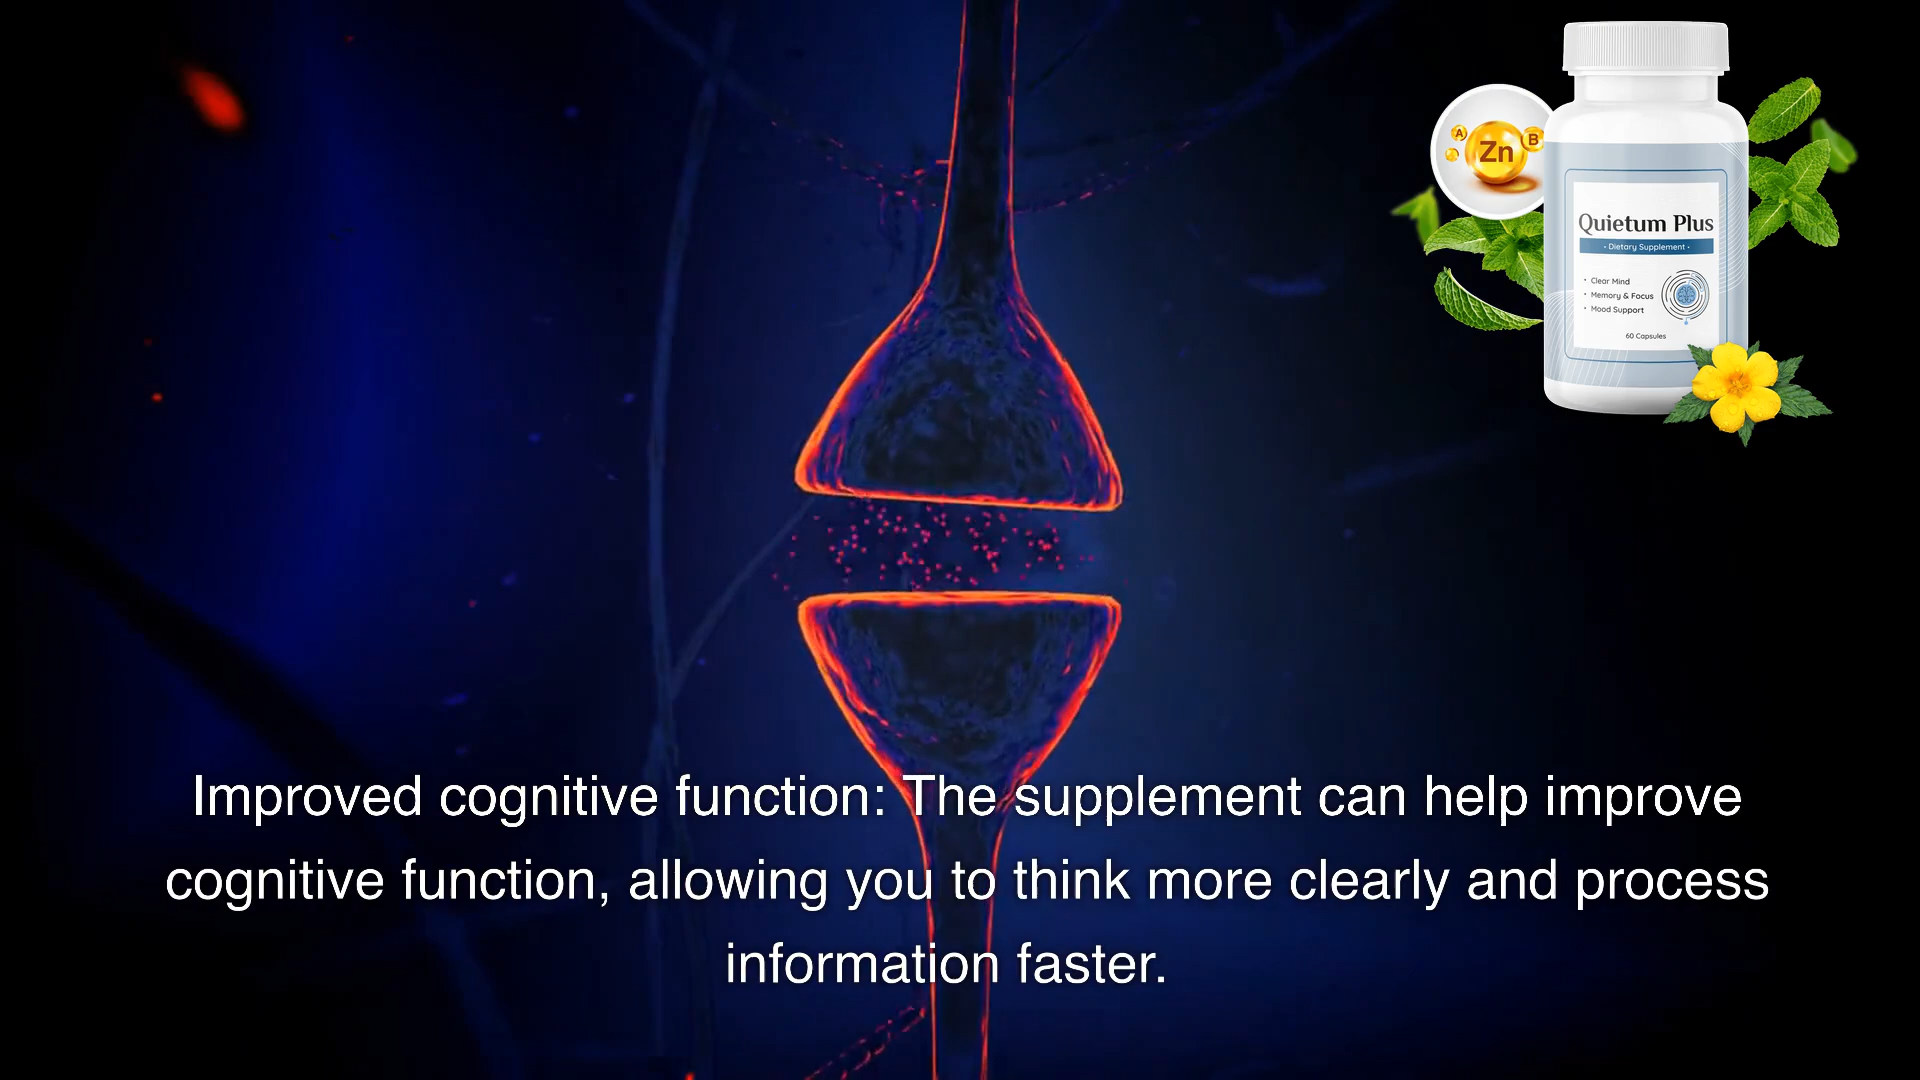 A
Zn
B
Quietum Plus
• Dietary Supplement •
• Clear Mind
• Memory & Focus
• Mood Support
60 Capsules
Improved cognitive function: The supplement can help improve
cognitive function, allowing you to think more clearly and process
information faster.